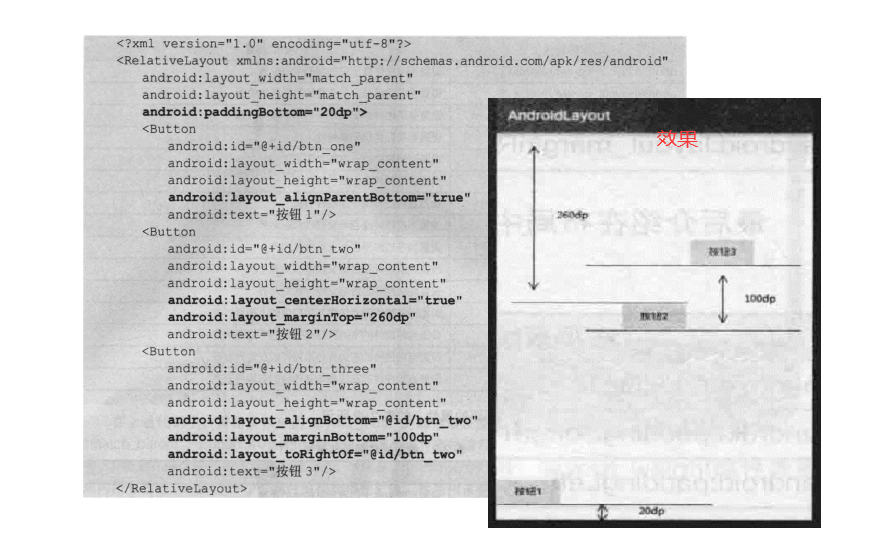 <?xml version="1.0" encoding="utf-8"?>
<RelativeLayout xmlns:android="http://schemas.android.com/apk/res/android"
android:layout_width="match_parent"
android:layout_height="match_parent"
android:paddingBottom="20dp">
<Button
android:id="@+id/btn_one"
android:layout_width="wrap_content"
android:layout_height="wrap_content"
android:layout_alignParentBottom="true"
android:text="按钮 1"/>
<Button
android:id="@+id/btn_two"
android:layout_width="wrap_content"
android:layout_height="wrap_content"
android:layout_centerHorizontal="true"
android:layout_marginTop="260dp"
android:text="按钮 2"/>
<Button
android:id="@+id/btn_three"
android:layout_width="wrap_content"
android:layout_height="wrap_content"
android:layout_alignBottom="@id/btn_two"
android:layout_marginBottom="100dp"
android:layout_toRightOf="@id/btn_two"
android:text="按钮 3"/>
</RelativeLayout>
AndroidLayout
效果
260dp
按钮3
100dp
按钮2
按钮1
20dp